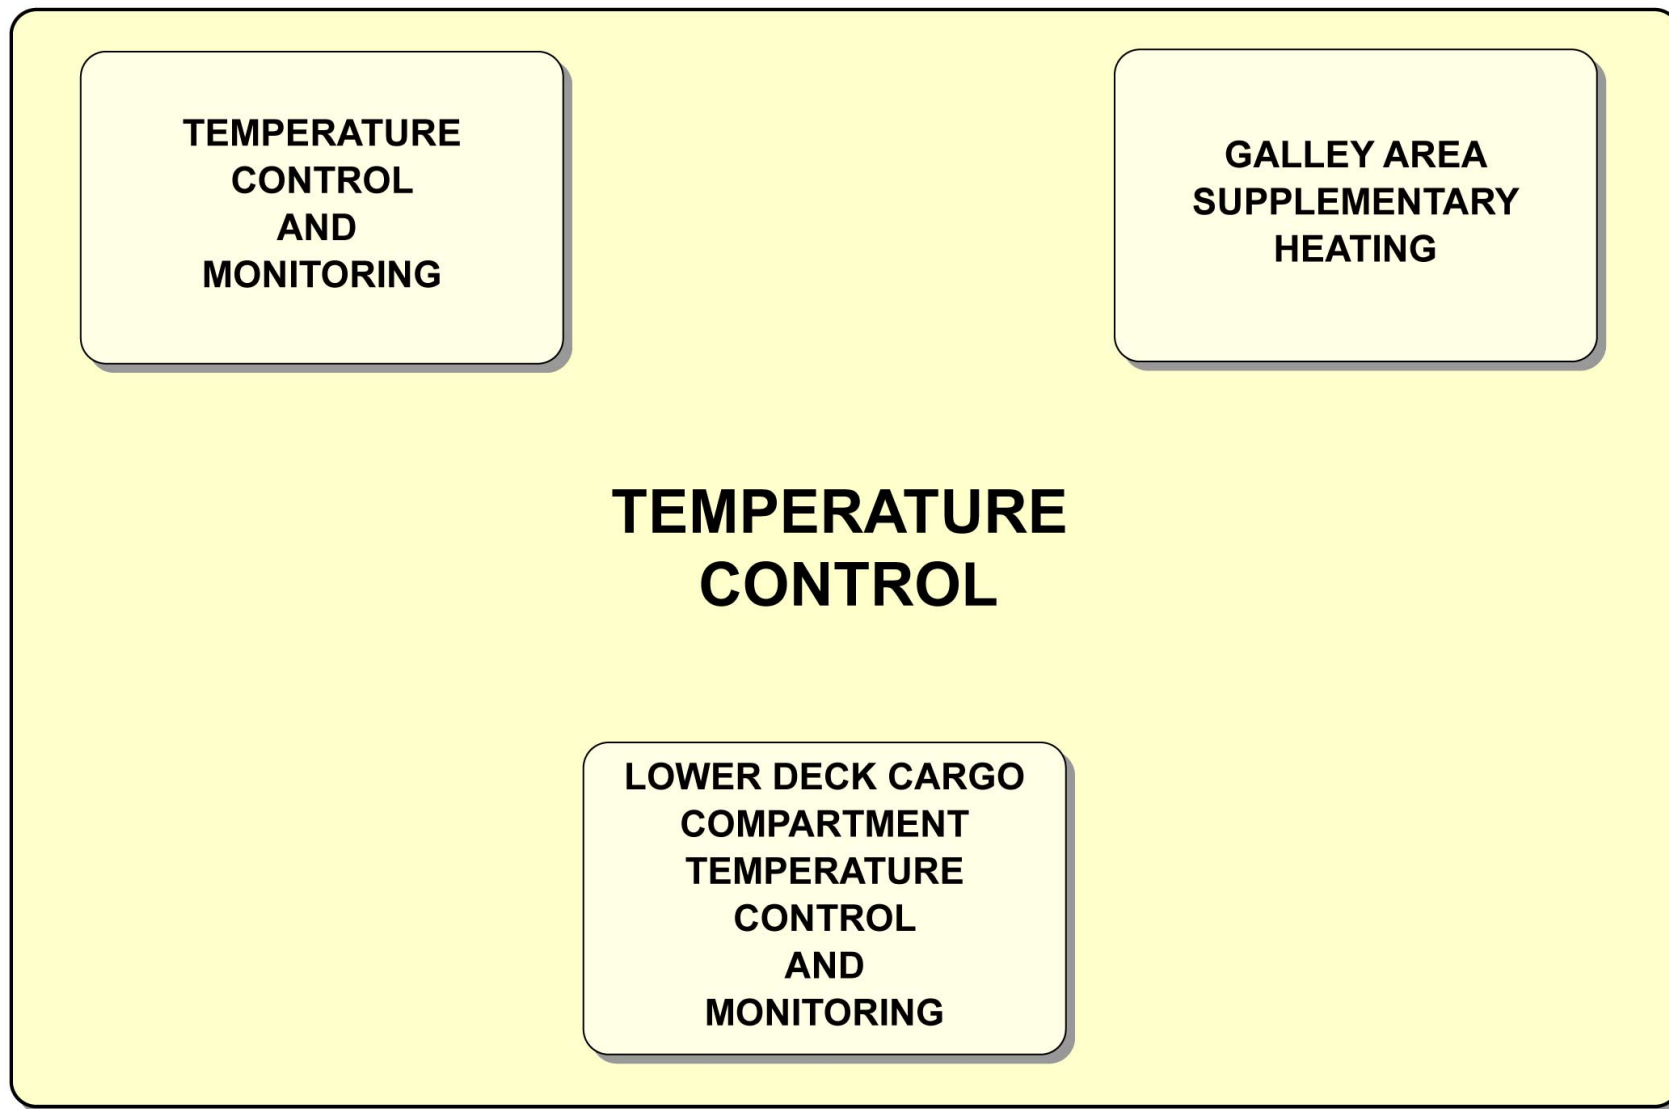 TEMPERATURE
CONTROL
AND
MONITORING
GALLEY AREA
SUPPLEMENTARY
HEATING
TEMPERATURE
CONTROL
LOWER DECK CARGO
COMPARTMENT
TEMPERATURE
CONTROL
AND
MONITORING